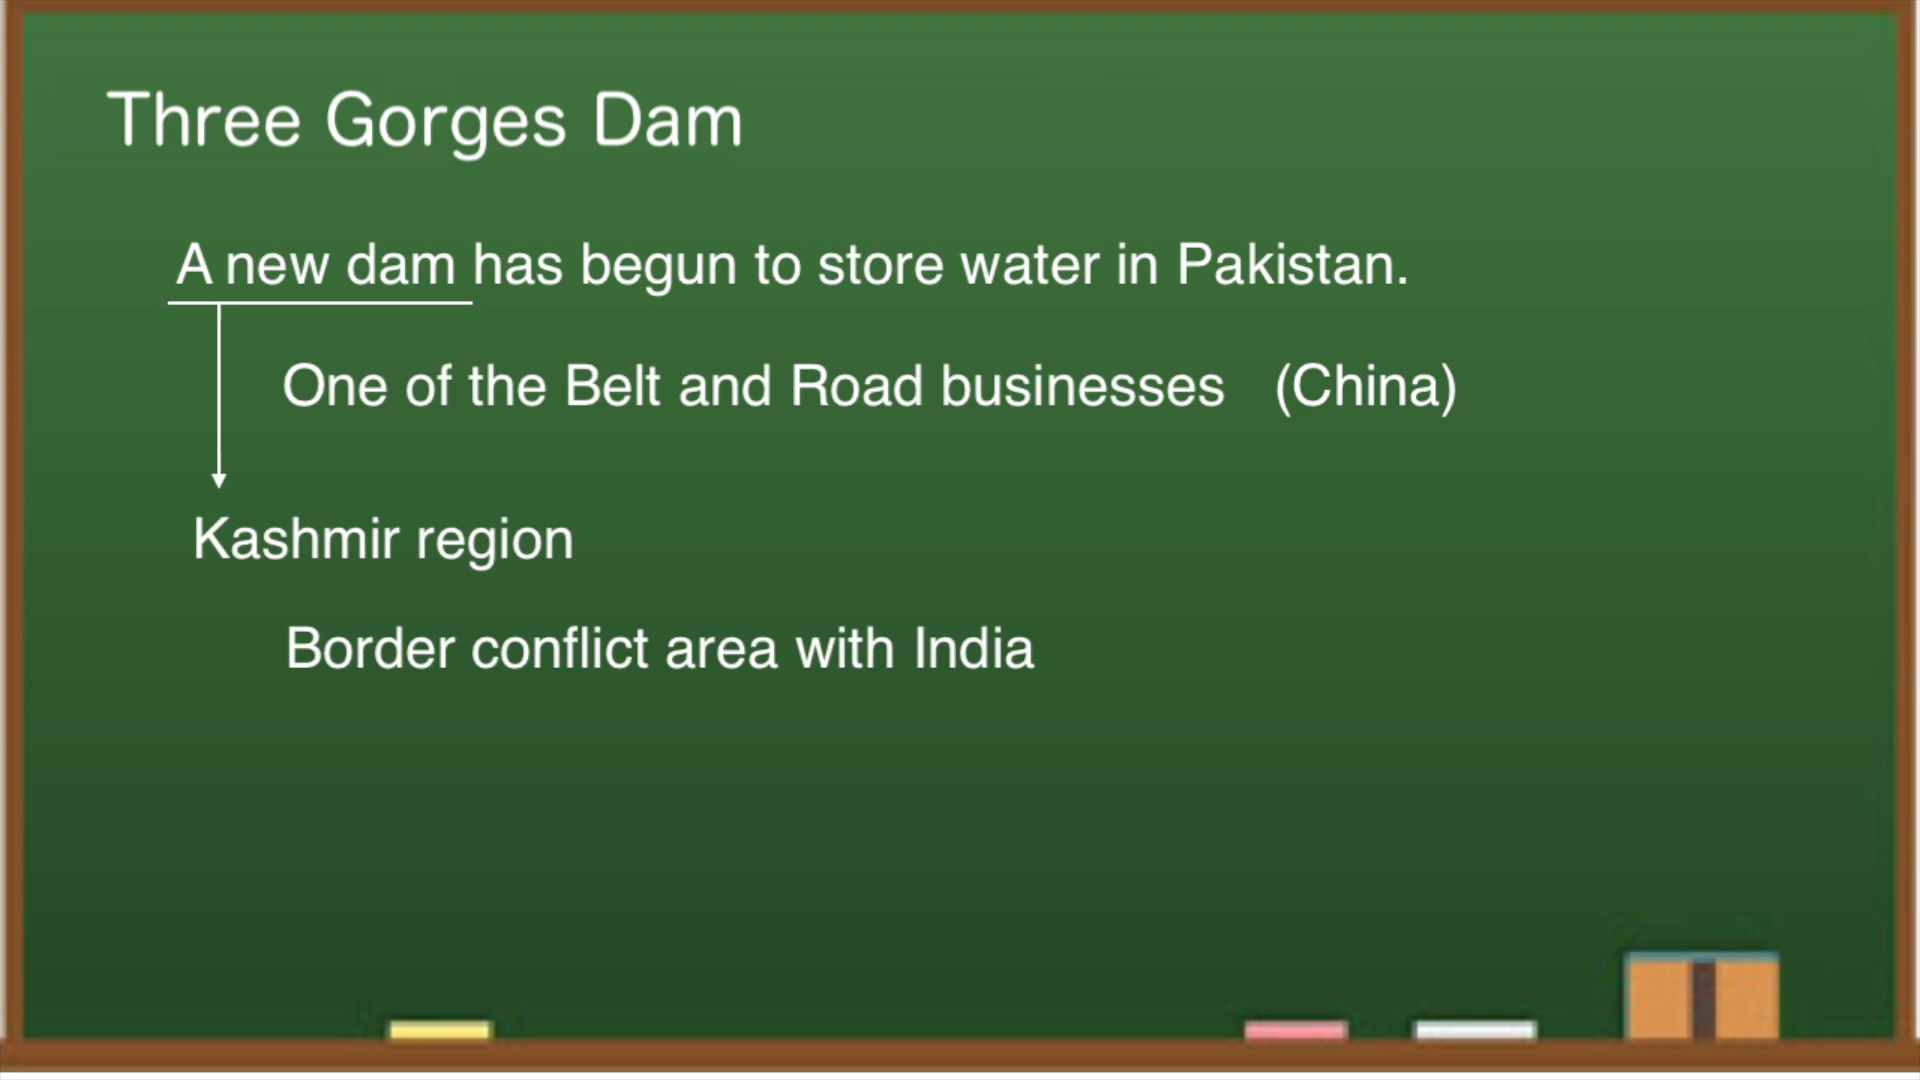 Three Gorges Dam
A new dam has begun to store water in Pakistan.
One of the Belt and Road businesses (China)
Kashmir region
Border conflict area with India